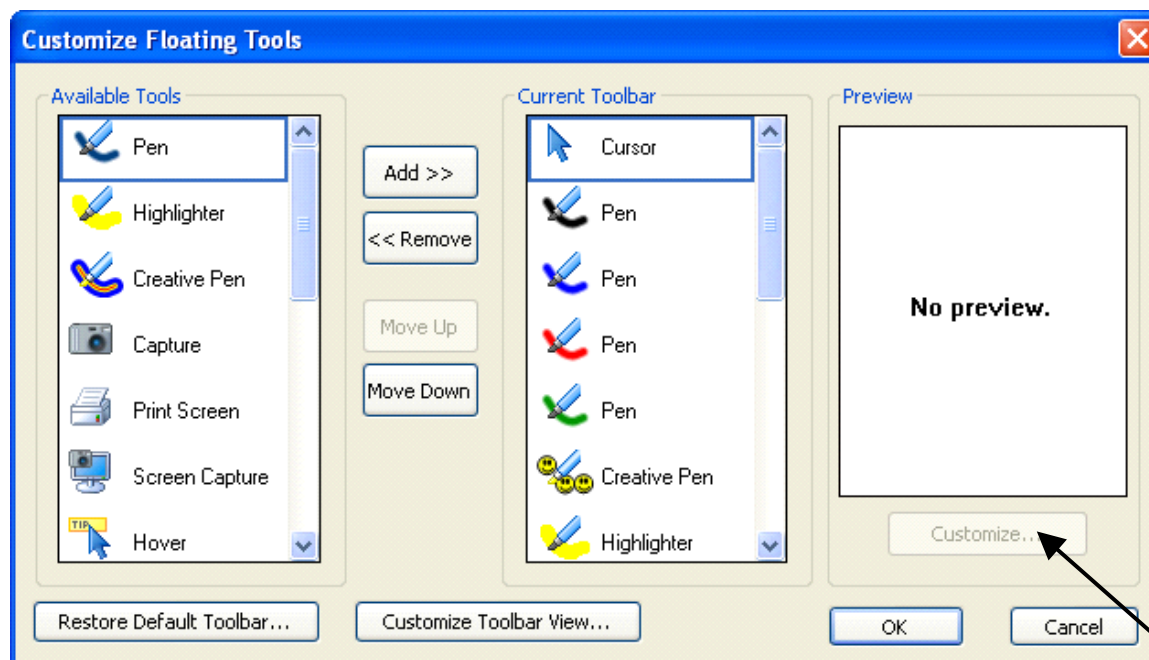 Customize Floating Tools
Available Tools
Pen
Highlighter
Creative Pen
Capture
Print Screen
Screen Capture
TIP
Hover
Add >>
<< Remove
Move Up
Move Down
Current Toolbar
Cursor
Pen
Pen
Pen
Pen
Creative Pen
Highlighter
Preview
No preview.
Customize...
Restore Default Toolbar...
Customize Toolbar View...
OK
Cancel